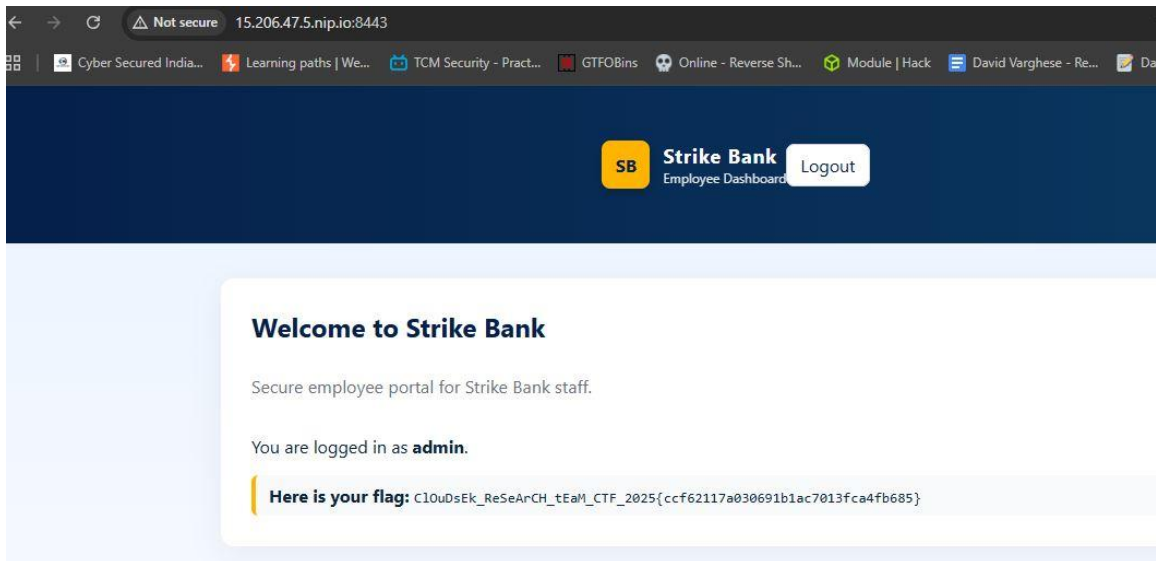 Not secure 15.206.47.5.nip.io:8443
Cyber Secured India... Learning paths | We... TCM Security - Pract... GTFOBins Online - Reverse Sh... Module | Hack David Varghese - Re... Da
SB
Strike Bank
Employee Dashboard
Logout
Welcome to Strike Bank
Secure employee portal for Strike Bank staff.
You are logged in as admin.
Here is your flag: ClOuDsEk_ReSeArCH_tEaM_CTF_2025{ccf62117a030691b1ac7013fca4fb685}